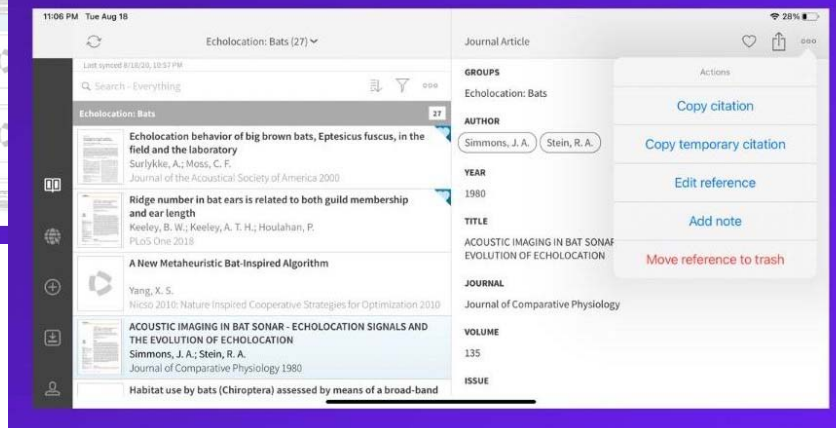 11:06 PM Tue Aug 18
28%
Echolocation: Bats (27)
Last synced 8/18/20, 10:57 PM
Search - Everything
Echolocation: Bats
27
Echolocation behavior of big brown bats, Eptesicus fuscus, in the
field and the laboratory
Surlykke, A.; Moss, C. F.
Journal of the Acoustical Society of America 2000
Ridge number in bat ears is related to both guild membership
and ear length
Keeley, B. W.; Keeley, A. T. H.; Houlahan, P.
PLoS One 2018
A New Metaheuristic Bat-Inspired Algorithm
Yang, X. S.
Nicso 2010: Nature Inspired Cooperative Strategies for Optimization 2010
ACOUSTIC IMAGING IN BAT SONAR - ECHOLOCATION SIGNALS AND
THE EVOLUTION OF ECHOLOCATION
Simmons, J. A.; Stein, R. A.
Journal of Comparative Physiology 1980
Habitat use by bats (Chiroptera) assessed by means of a broad-band
Journal Article
GROUPS
Echolocation: Bats
AUTHOR
Simmons, J. A. Stein, R. A.
YEAR
1980
TITLE
ACOUSTIC IMAGING IN BAT SONAR
EVOLUTION OF ECHOLOCATION
JOURNAL
Journal of Comparative Physiology
VOLUME
135
ISSUE
Actions
Copy citation
Copy temporary citation
Edit reference
Add note
Move reference to trash